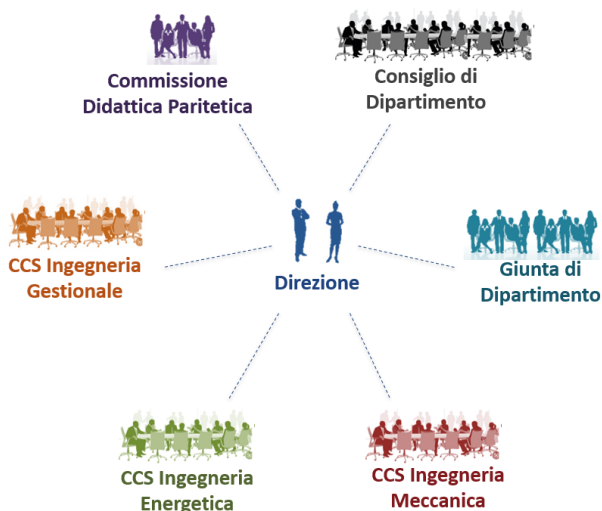 Commissione
Didattica Paritetica
Consiglio di
Dipartimento
CCS Ingegneria
Gestionale
Direzione
Giunta di
Dipartimento
CCS Ingegneria
Energetica
CCS Ingegneria
Meccanica